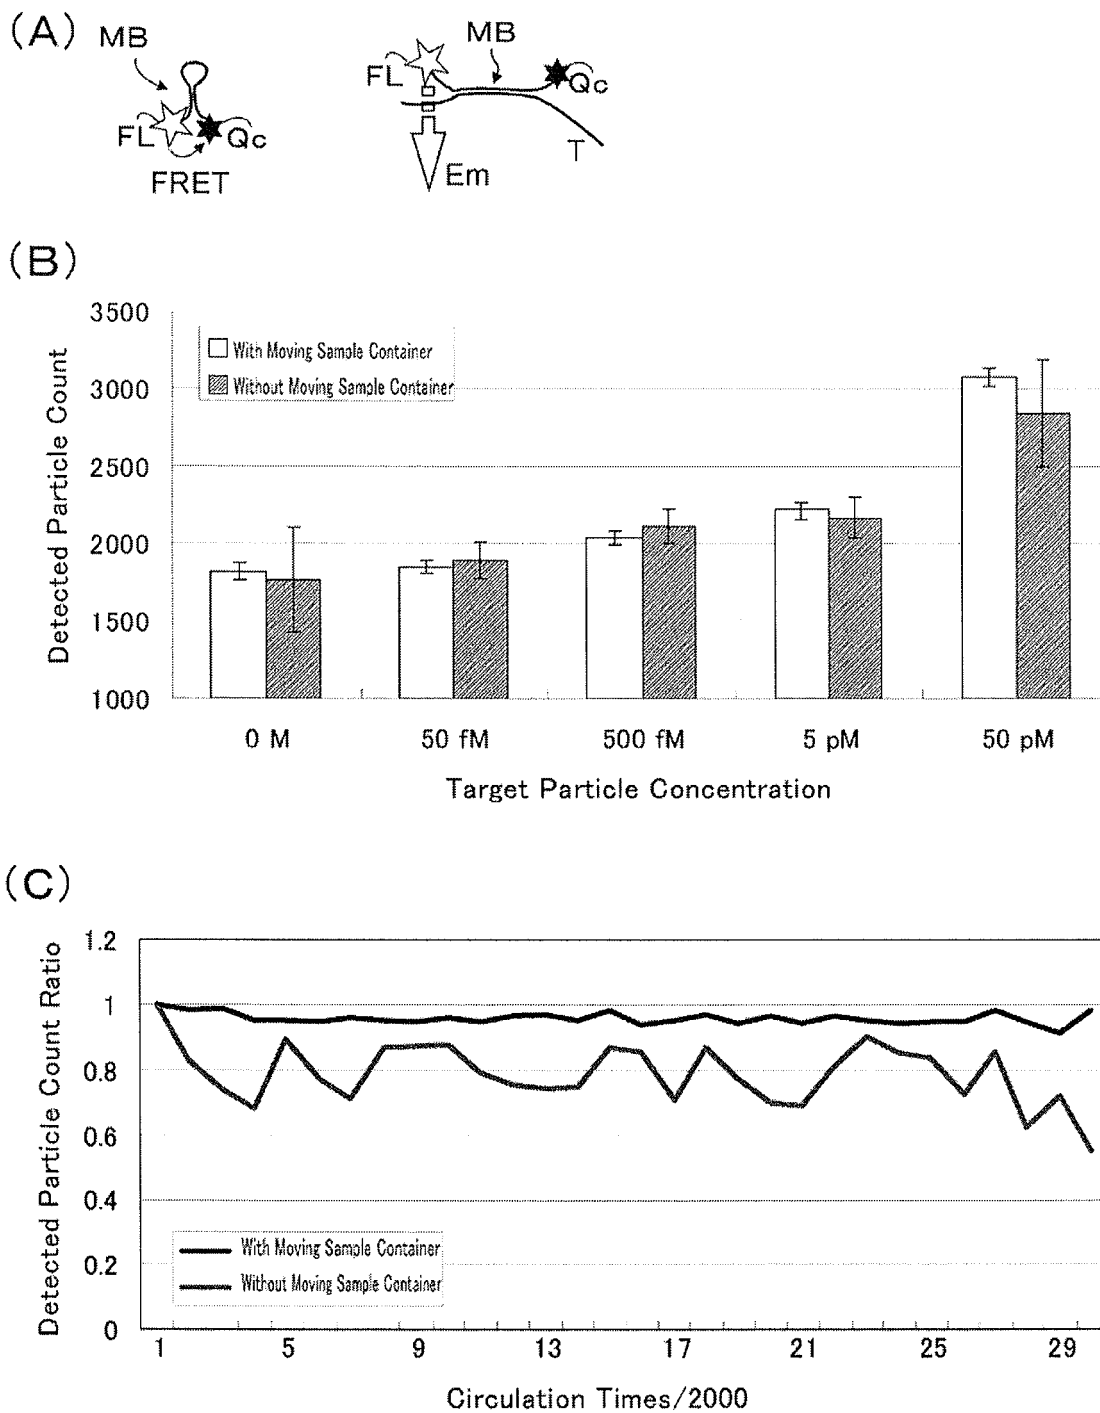 (A)
MB
MB
FL
Qc
FL
Qc
FRET
Em
T
(B)
Detected Particle Count
3500
3000
2500
2000
1500
1000
With Moving Sample Container
Without Moving Sample Container
0 M
50 fM
500 fM
5 pM
50 pM
Target Particle Concentration
(C)
Detected Particle Count Ratio
1.2
1
0.8
0.6
0.4
0.2
0
With Moving Sample Container
Without Moving Sample Container
1
5
9
13
17
21
25
29
Circulation Times/2000